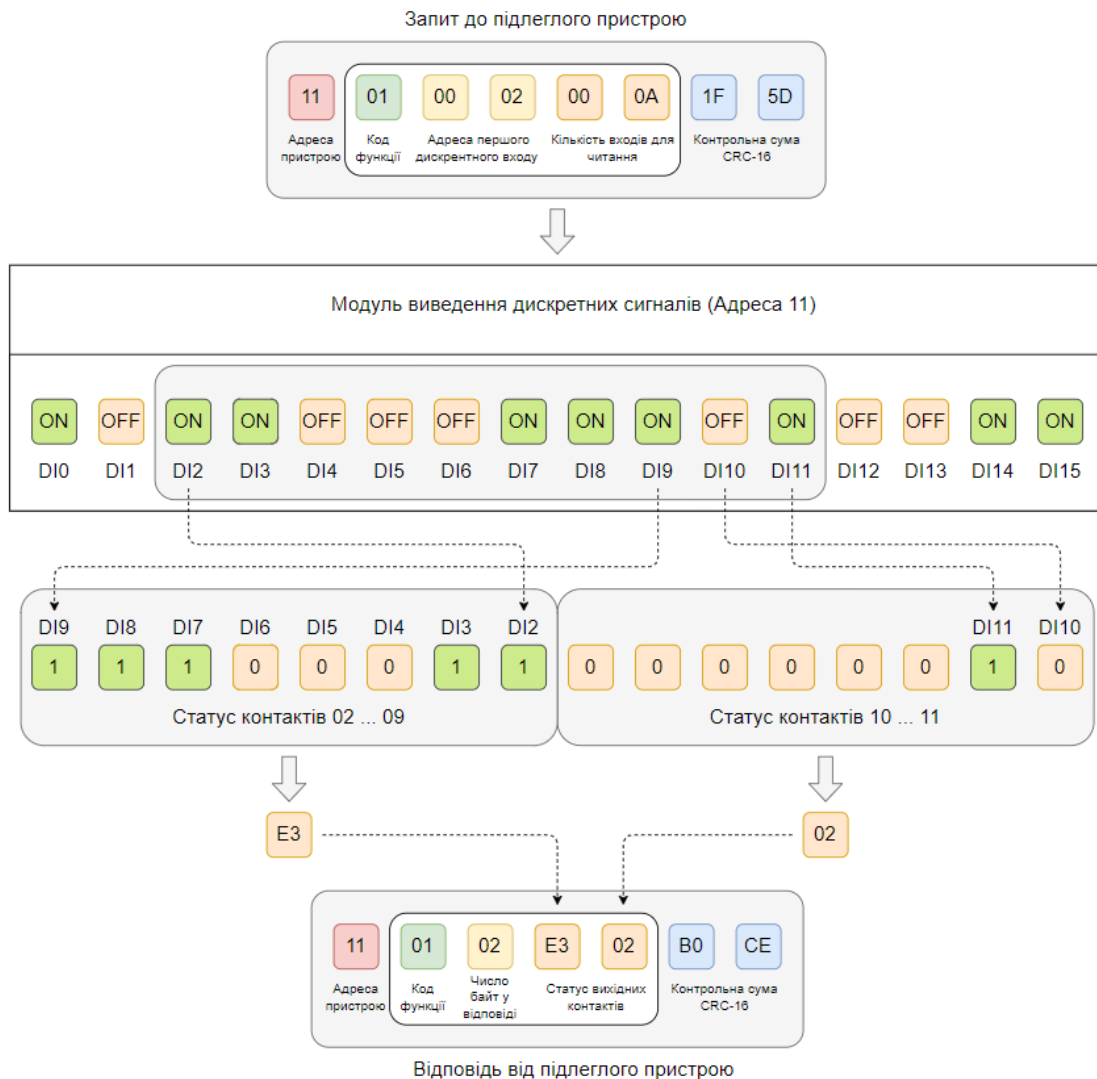 Запит до підлеглого пристрою
11 01 00 02 00 0A 1F 5D
Адреса пристрою
Код функції
Адреса першого дискрентного входу
Кількість входів для читання
Контрольна сума CRC-16
Модуль виведення дискретних сигналів (Адреса 11)
ON OFF ON ON OFF OFF OFF ON ON ON OFF ON OFF OFF ON ON
DI0 DI1 DI2 DI3 DI4 DI5 DI6 DI7 DI8 DI9 DI10 DI11 DI12 DI13 DI14 DI15
DI9 DI8 DI7 DI6 DI5 DI4 DI3 DI2 DI11 DI10
1 1 1 0 0 0 1 1 0 0 0 0 0 0 1 0
Статус контактів 02 ... 09 Статус контактів 10 ... 11
E3 02
11 01 02 E3 02 B0 CE
Адреса пристрою
Код функції
Число байт у відповіді
Статус вихідних контактів
Контрольна сума CRC-16
Відповідь від підлеглого пристрою